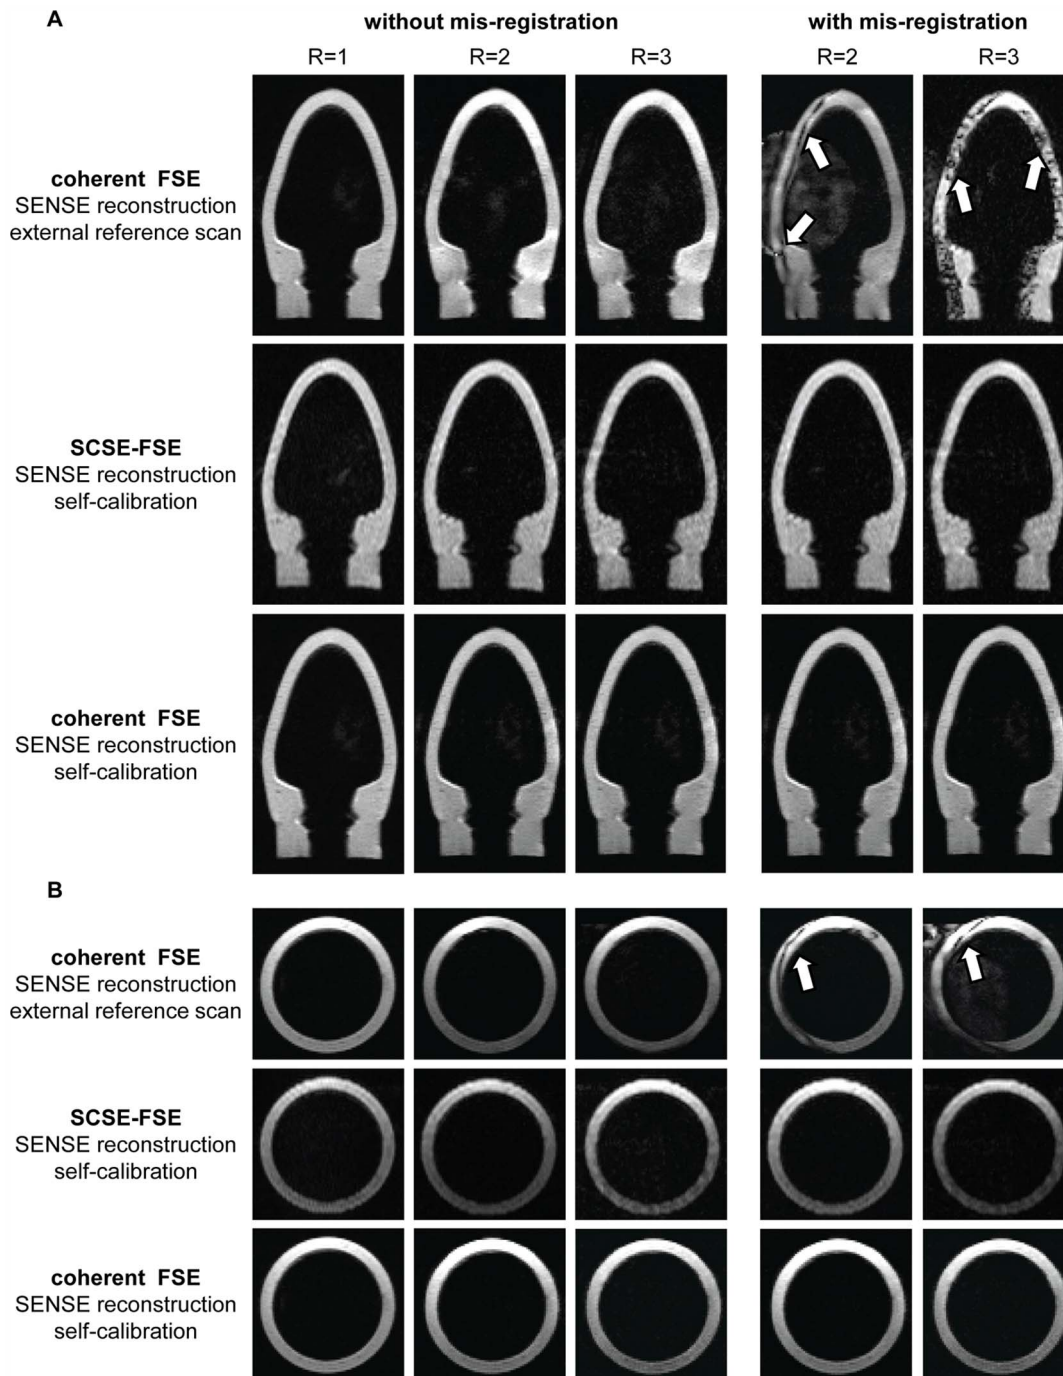 A
without mis-registration
with mis-registration
R=1
R=2
R=3
R=2
R=3
coherent FSE
SENSE reconstruction
external reference scan
SCSE-FSE
SENSE reconstruction
self-calibration
coherent FSE
SENSE reconstruction
self-calibration
B
coherent FSE
SENSE reconstruction
external reference scan
SCSE-FSE
SENSE reconstruction
self-calibration
coherent FSE
SENSE reconstruction
self-calibration